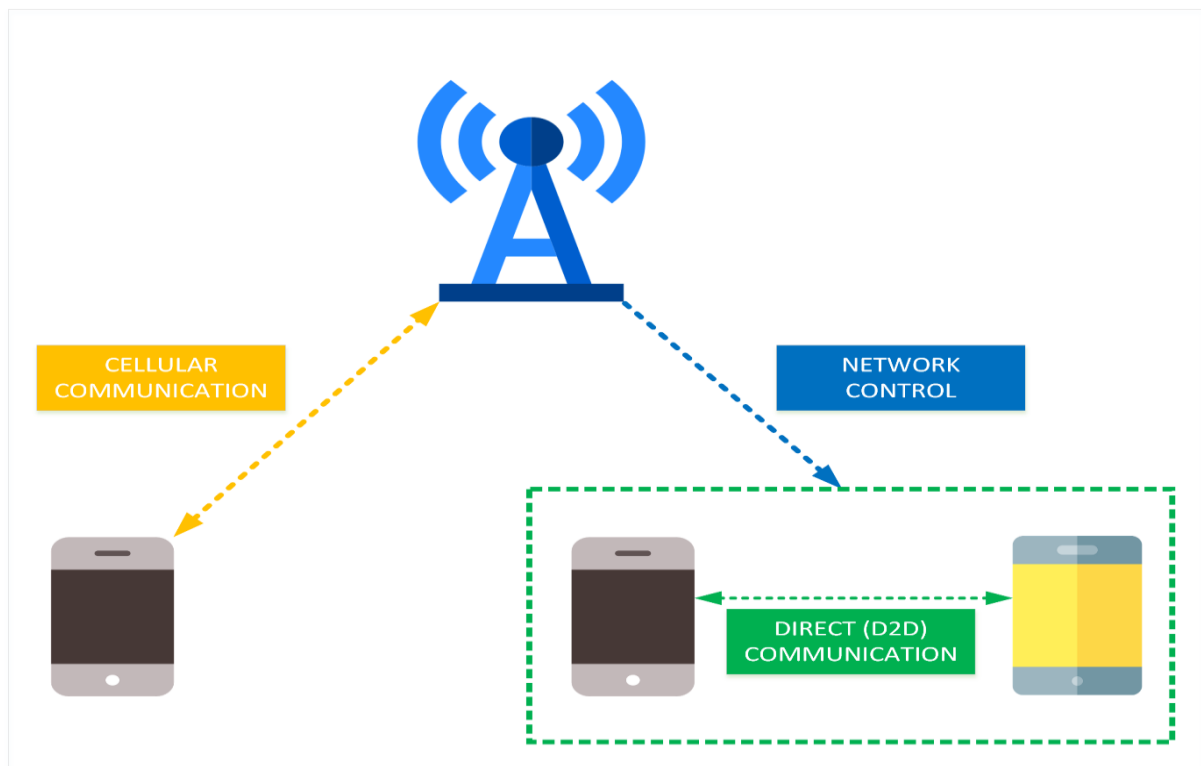 CELLULAR
COMMUNICATION
NETWORK
CONTROL
DIRECT (D2D)
COMMUNICATION